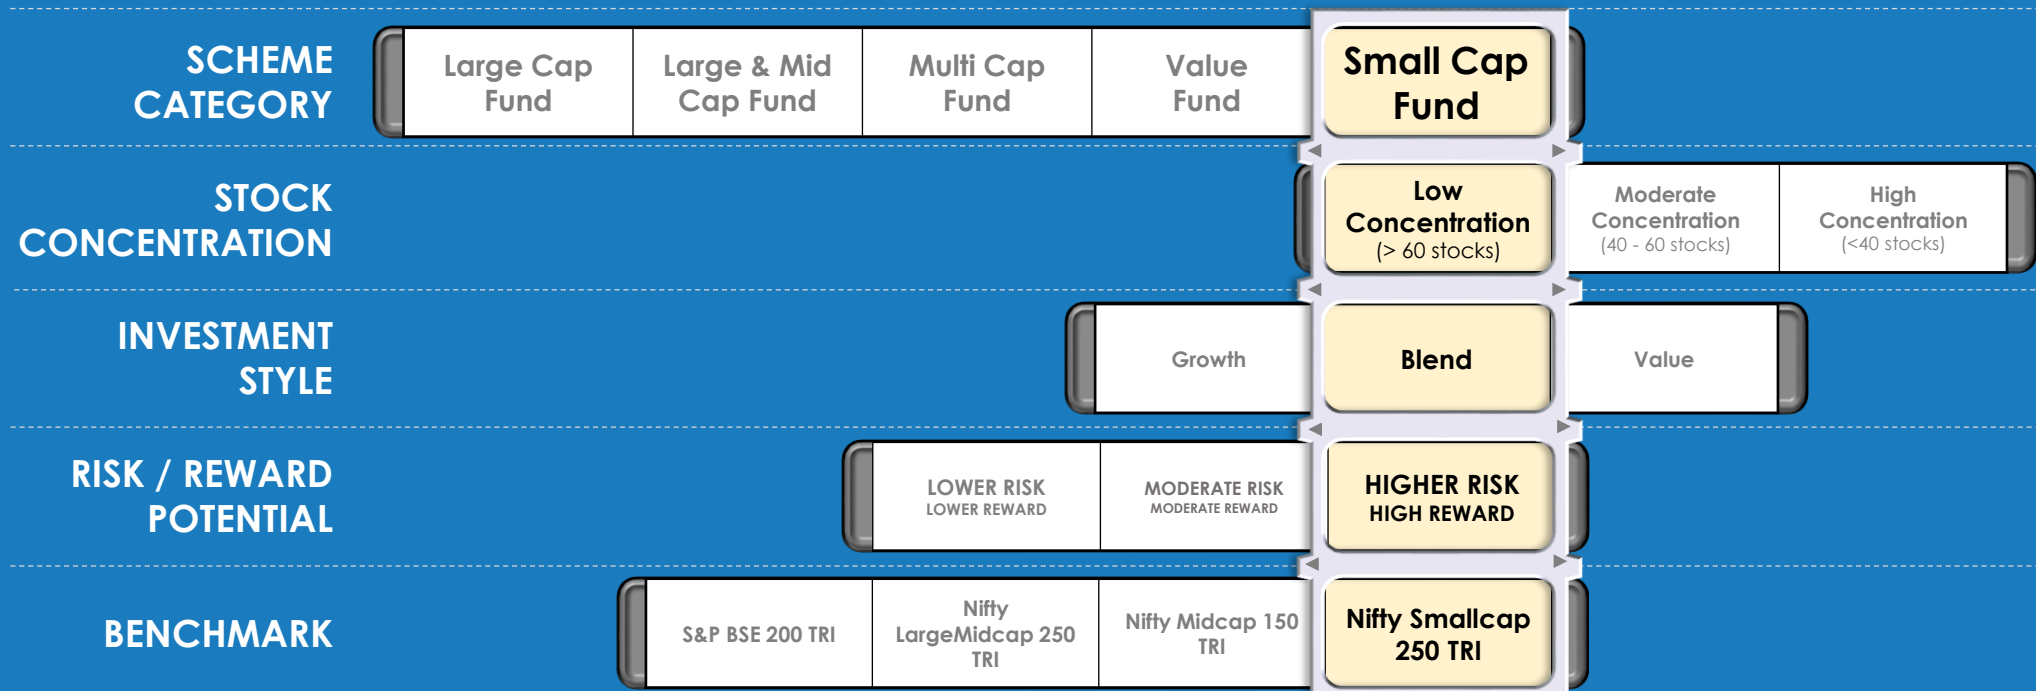 SCHEME
CATEGORY
Large Cap
Fund
Large & Mid
Cap Fund
Multi Cap
Fund
Value
Fund
Small Cap
Fund
STOCK
CONCENTRATION
Low
Concentration
(> 60 stocks)
Moderate
Concentration
(40 - 60 stocks)
High
Concentration
(<40 stocks)
INVESTMENT
STYLE
Growth
Blend
Value
RISK / REWARD
POTENTIAL
LOWER RISK
LOWER REWARD
MODERATE RISK
MODERATE REWARD
HIGHER RISK
HIGH REWARD
BENCHMARK
S&P BSE 200 TRI
Nifty
LargeMidcap 250
TRI
Nifty Midcap 150
TRI
Nifty Smallcap
250 TRI